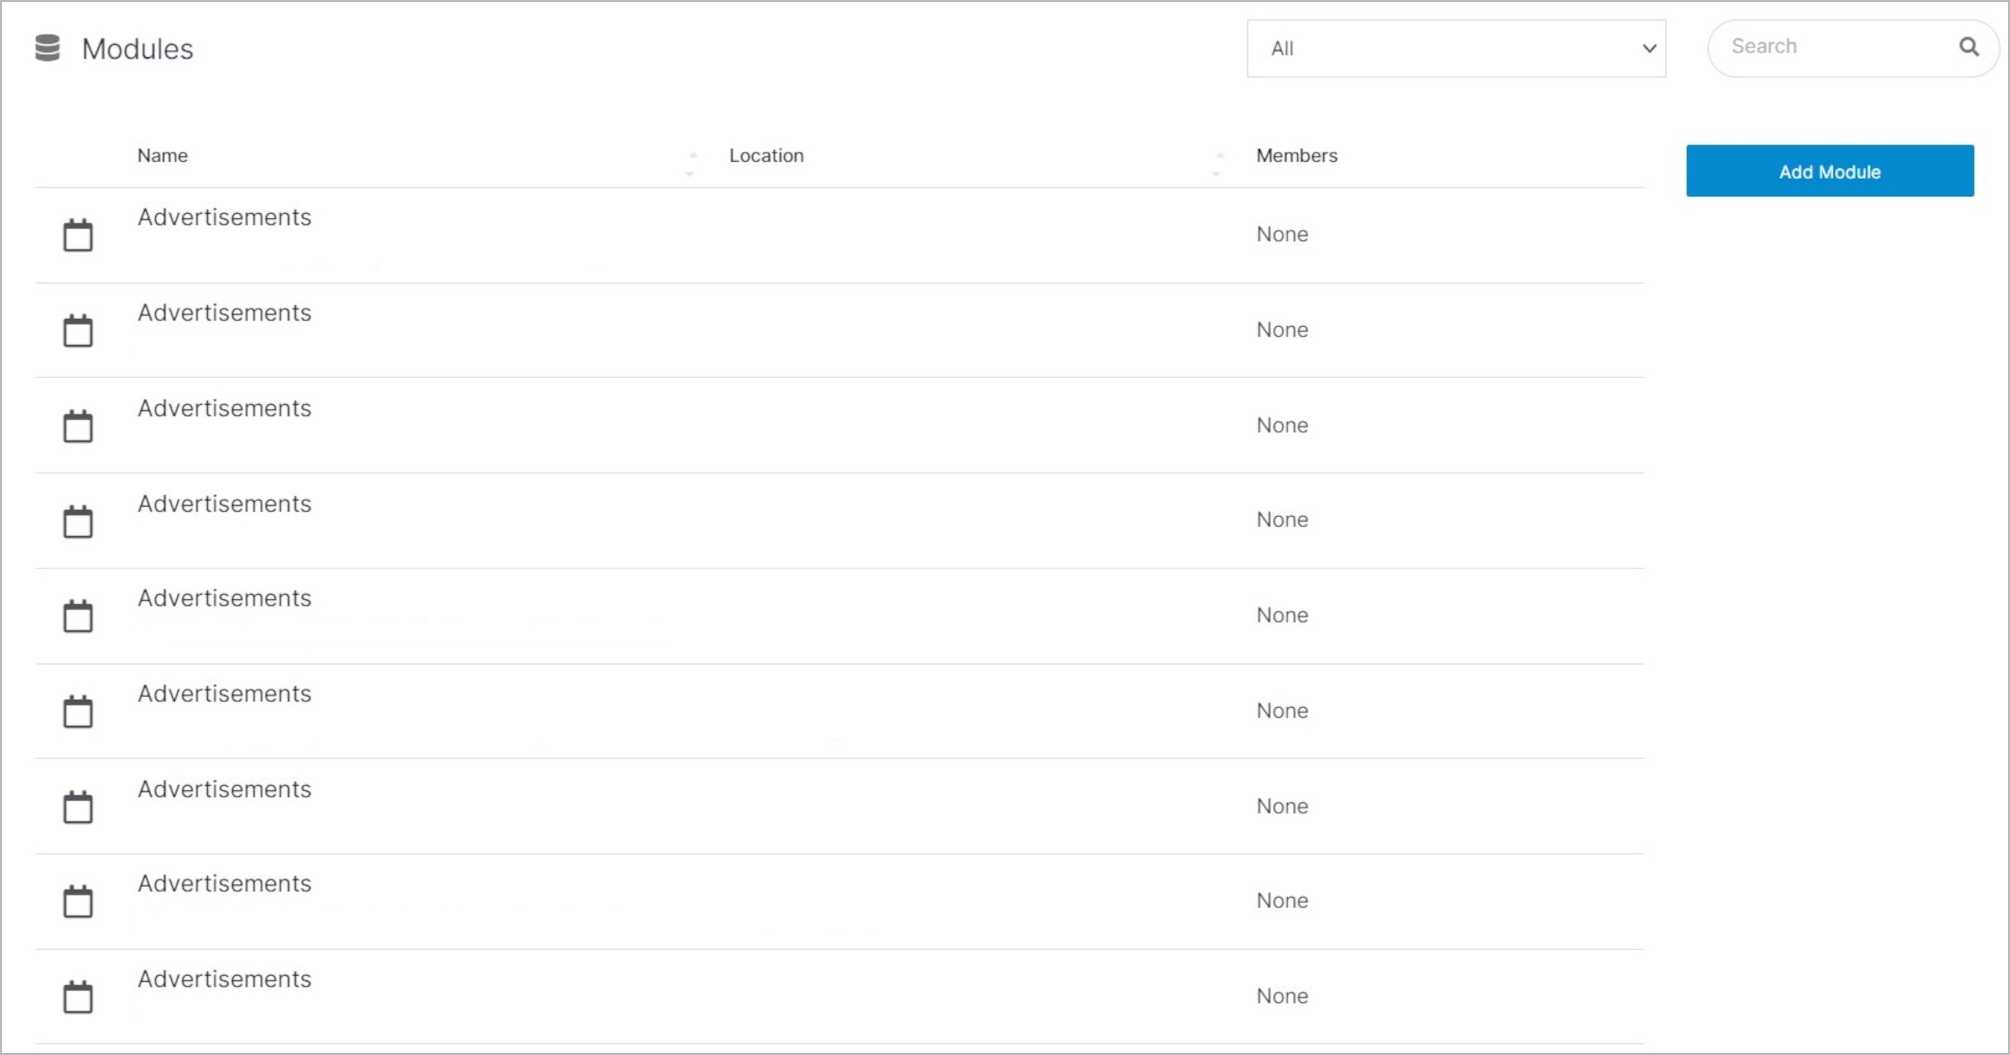 Modules
All
Search
Name Location Members
Add Module
Advertisements
None
Advertisements
None
Advertisements
None
Advertisements
None
Advertisements
None
Advertisements
None
Advertisements
None
Advertisements
None
Advertisements
None